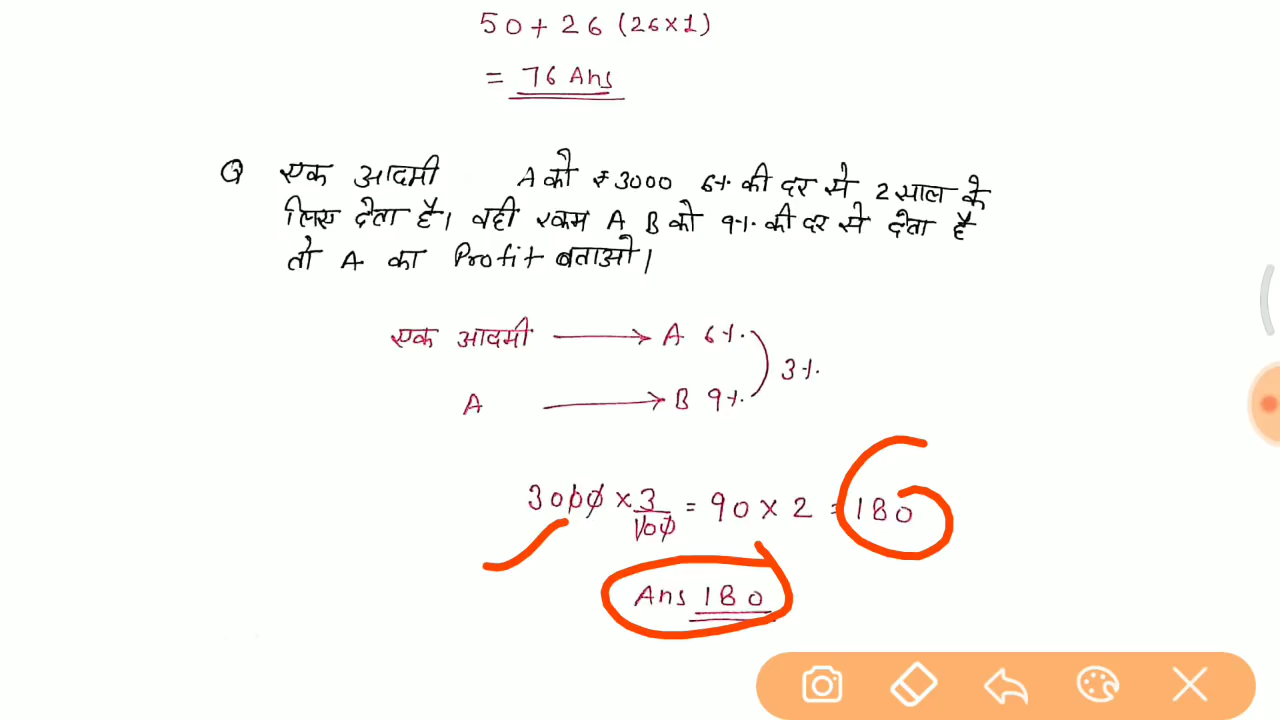 50 + 26 (26×1)
= 76 Ans
Q एक आदमी A को ₹3000 6% की दर से 2 साल के
लिए देता है। वही रकम A B को 9% की दर से देता है
तो A का Profit बताओ।
एक आदमी → A 6%
3%
A → B 9%
3000 × 3/100 = 90 × 2 = 180
Ans 180